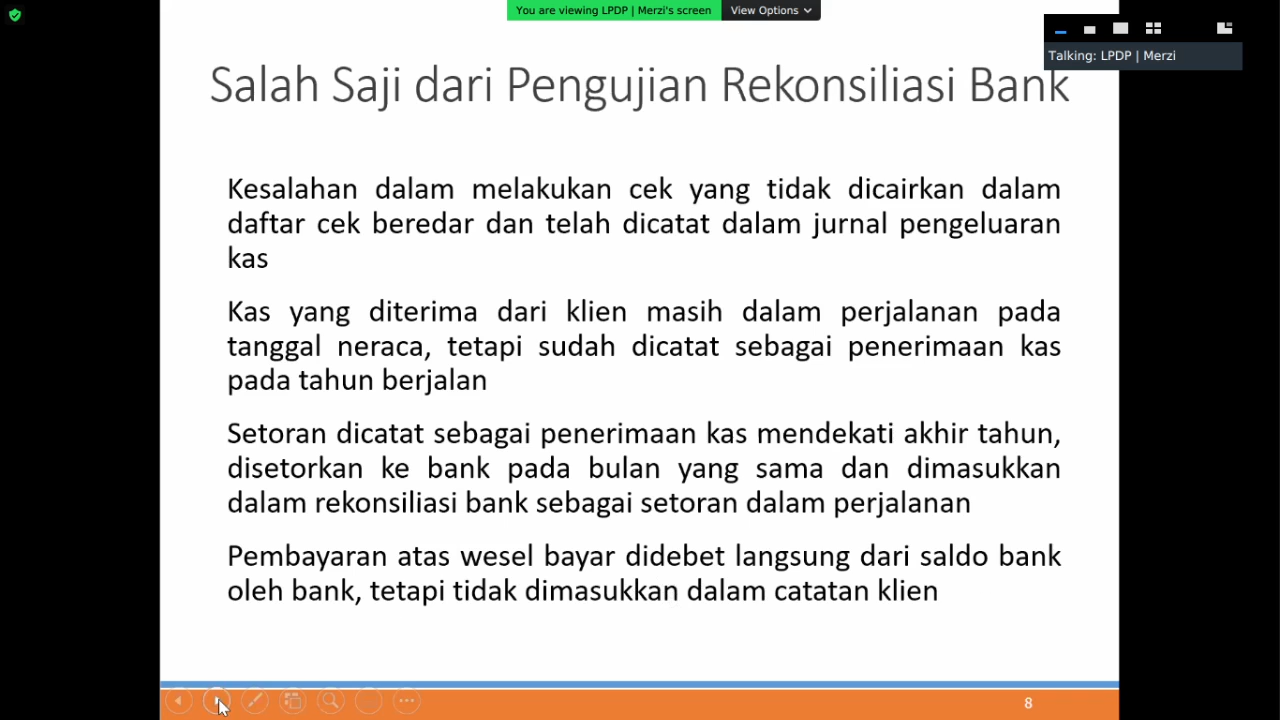 You are viewing LPDP | Merzi's screen
View Options
Talking: LPDP | Merzi
Salah Saji dari Pengujian Rekonsiliasi Bank
Kesalahan dalam melakukan cek yang tidak dicairkan dalam
daftar cek beredar dan telah dicatat dalam jurnal pengeluaran
kas
Kas yang diterima dari klien masih dalam perjalanan pada
tanggal neraca, tetapi sudah dicatat sebagai penerimaan kas
pada tahun berjalan
Setoran dicatat sebagai penerimaan kas mendekati akhir tahun,
disetorkan ke bank pada bulan yang sama dan dimasukkan
dalam rekonsiliasi bank sebagai setoran dalam perjalanan
Pembayaran atas wesel bayar didebet langsung dari saldo bank
oleh bank, tetapi tidak dimasukkan dalam catatan klien
8